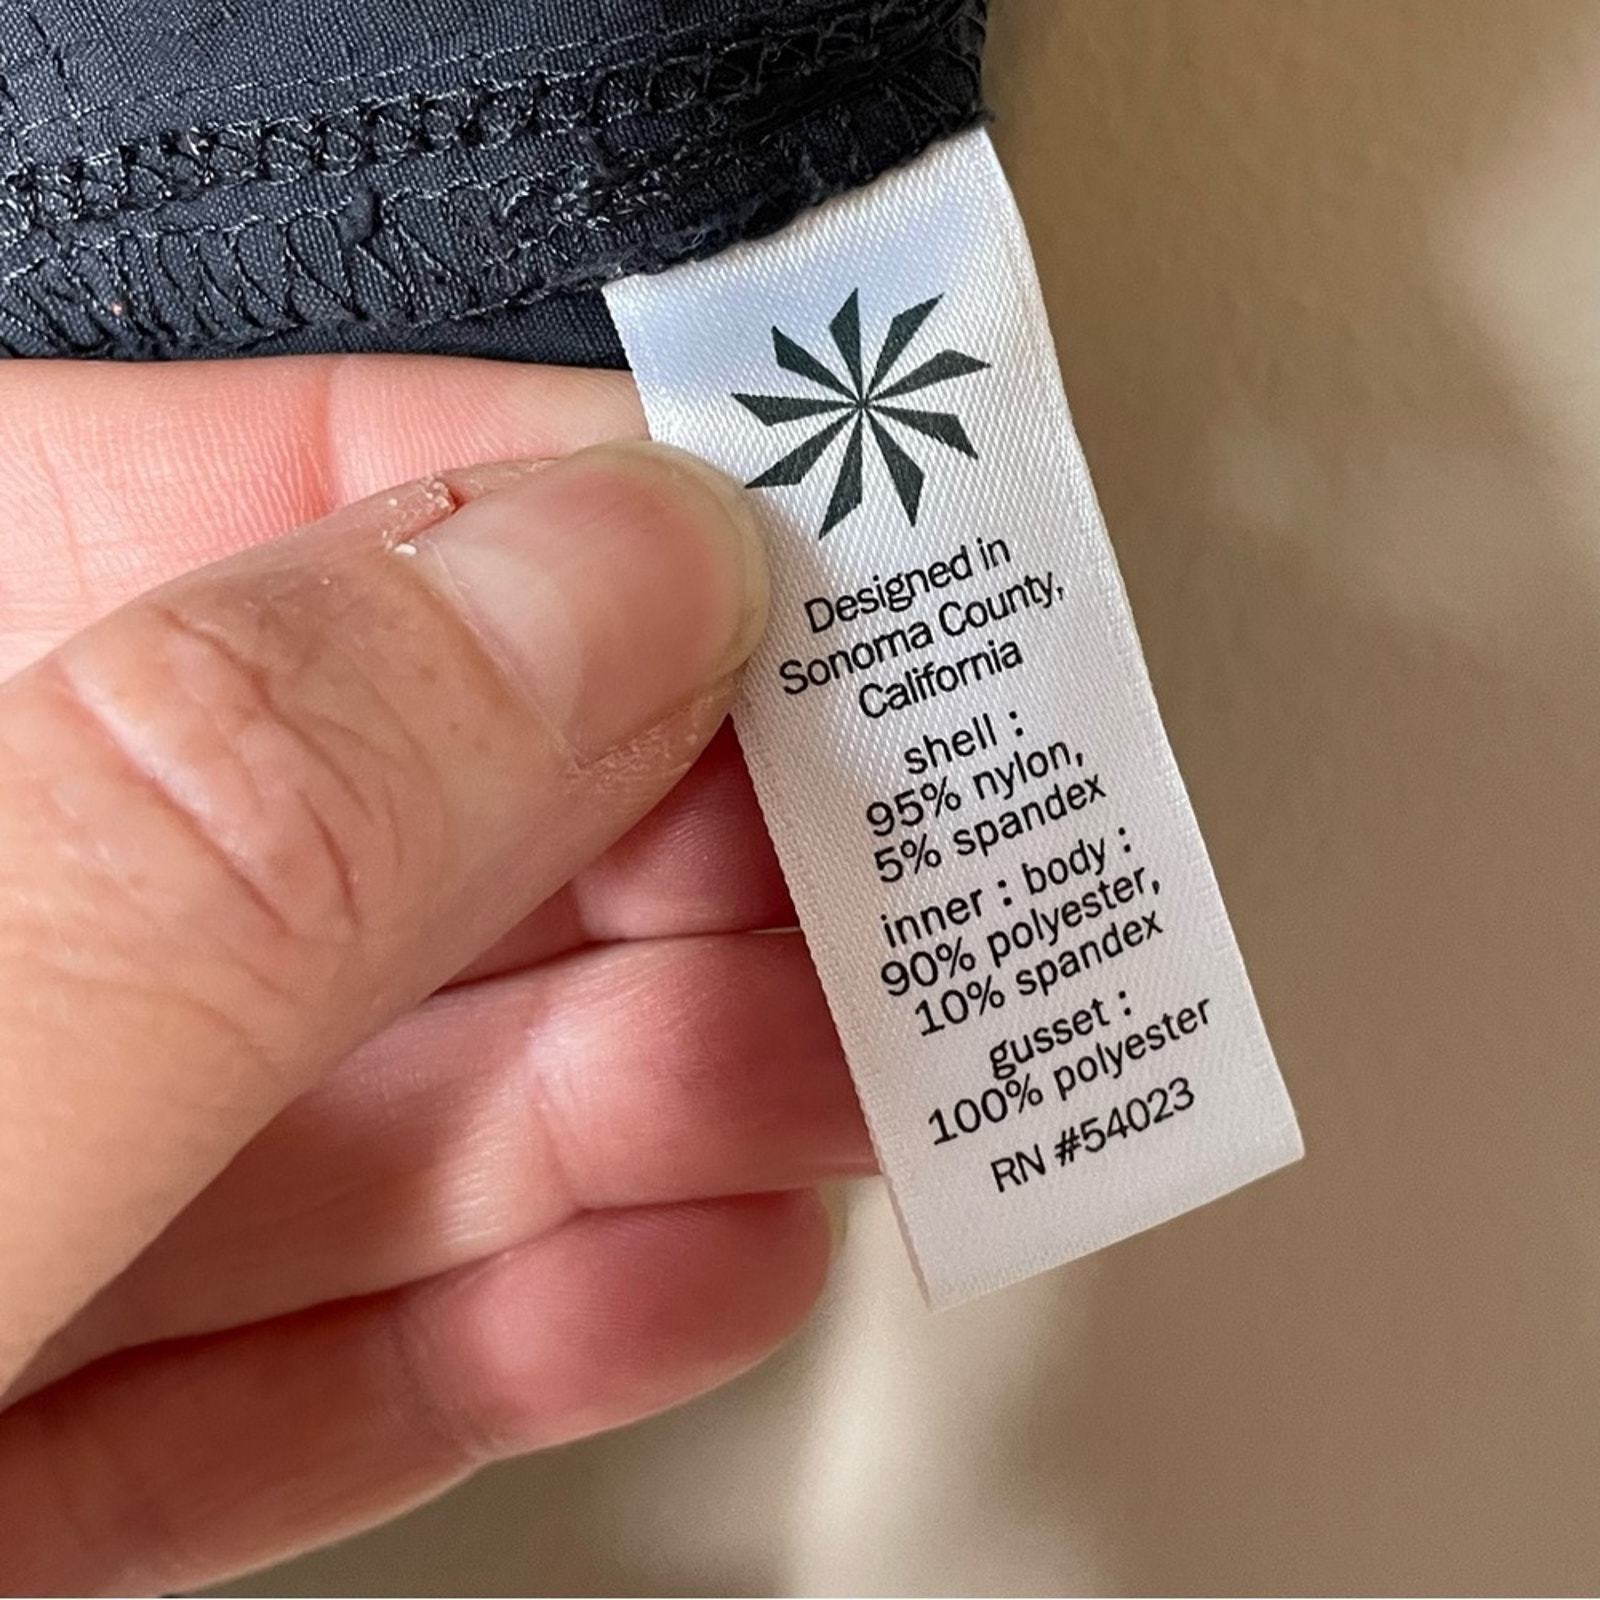 Designed in
Sonoma County,
California
shell :
95% nylon,
5% spandex
inner : body :
90% polyester,
10% spandex
gusset :
100% polyester
RN #54023